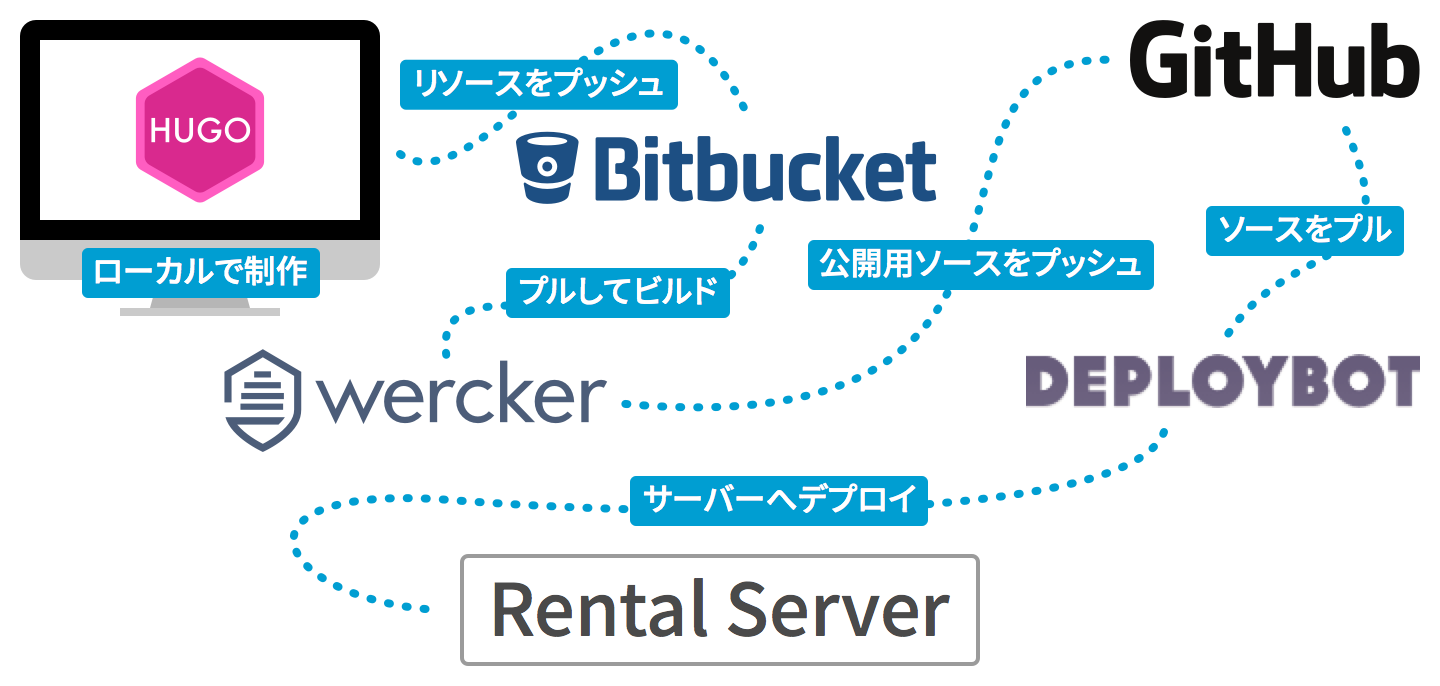 HUGO
ローカルで制作
リソースをプッシュ
Bitbucket
プルしてビルド
wercker
公開用ソースをプッシュ
GitHub
ソースをプル
DEPLOYBOT
サーバーへデプロイ
Rental Server